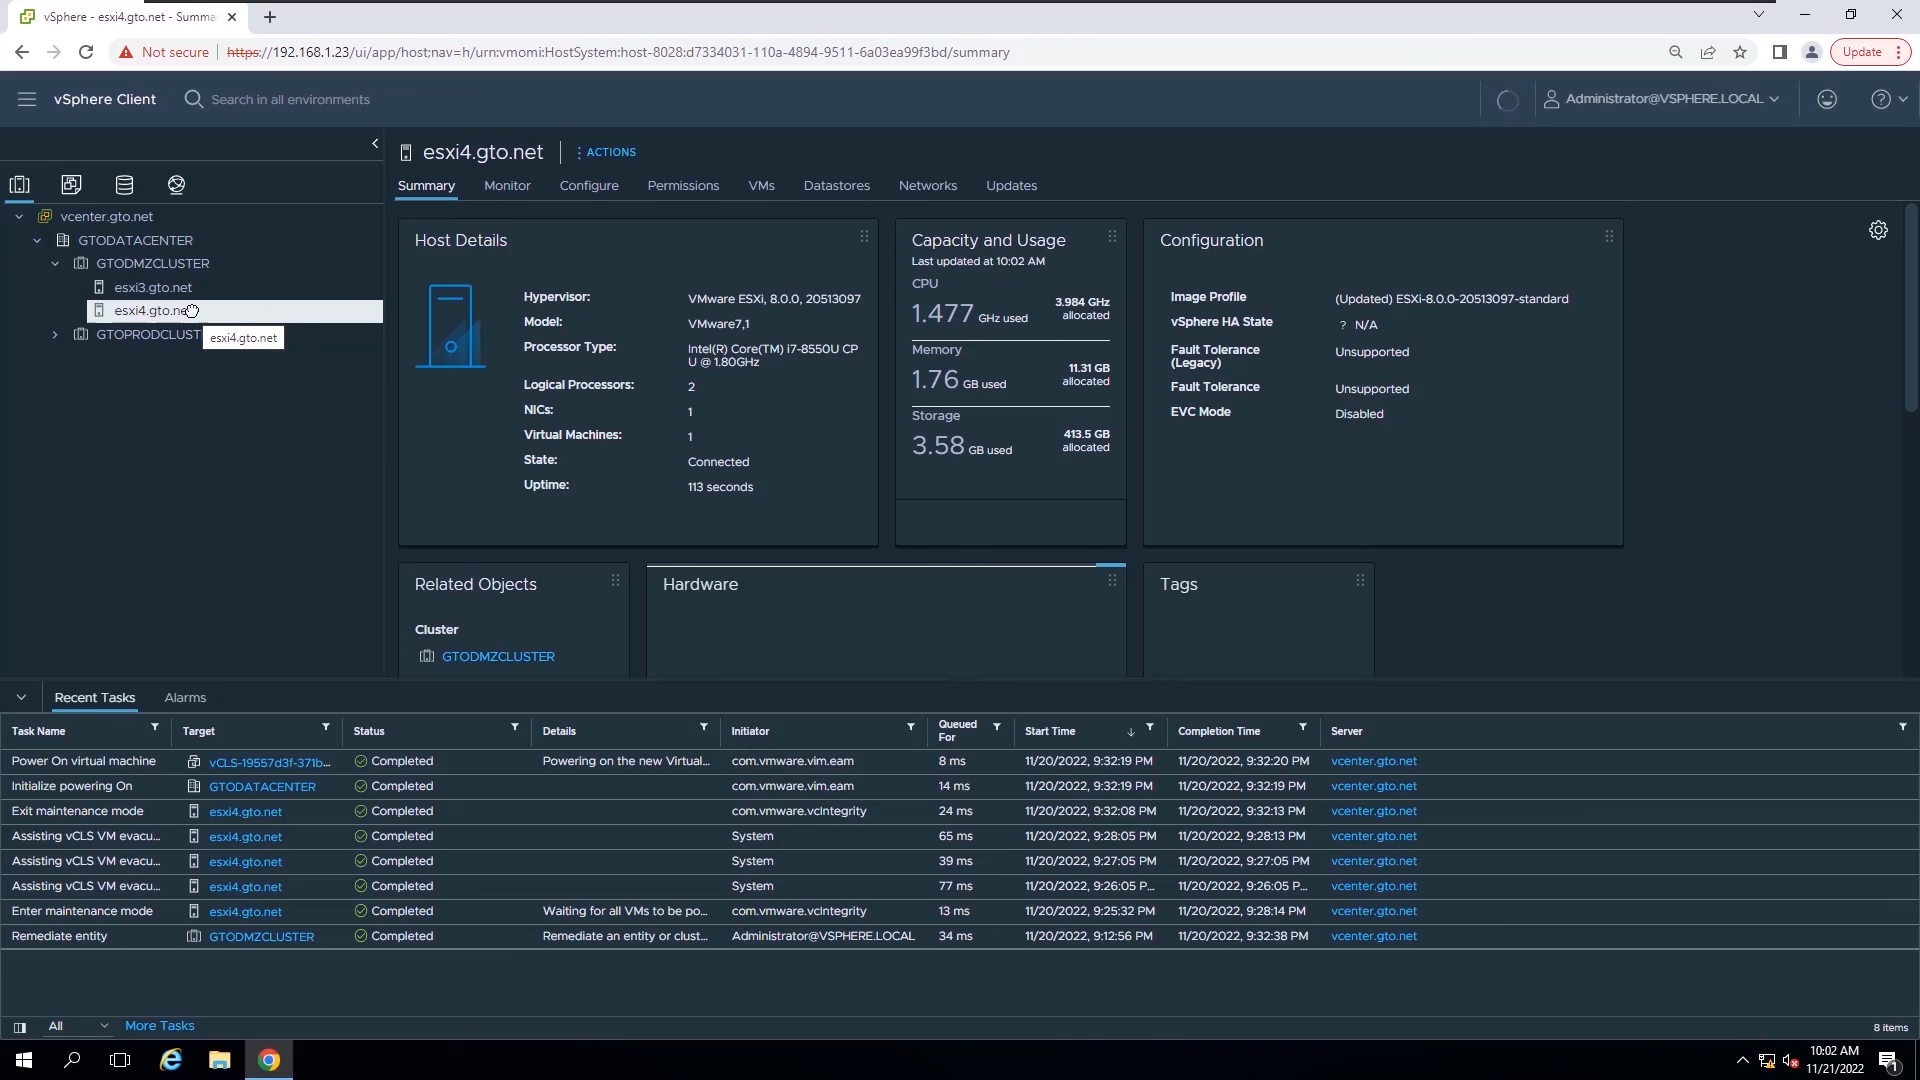 vSphere - esxi4.gto.net - Summa
Not secure
https://192.168.1.23/ui/app/host;nav=h/urn:vmomi:HostSystem:host-8028:d7334031-110a-4894-9511-6a03ea99f3bd/summary
Update
vSphere Client
Search in all environments
Administrator@VSPHERE.LOCAL
esxi4.gto.net
ACTIONS
Summary
Monitor
Configure
Permissions
VMs
Datastores
Networks
Updates
vcenter.gto.net
GTODATACENTER
GTODMZCLUSTER
esxi3.gto.net
esxi4.gto.net
GTOPRODCLUST
esxi4.gto.net
Host Details
Hypervisor: VMware ESXi, 8.0.0, 20513097
Model: VMware7,1
Processor Type: Intel(R) Core(TM) i7-8550U CP
U @ 1.80GHz
Logical Processors: 2
NICs: 1
Virtual Machines: 1
State: Connected
Uptime: 113 seconds
Capacity and Usage
Last updated at 10:02 AM
CPU
1.477 GHz used
3.984 GHz
allocated
Memory
1.76 GB used
11.31 GB
allocated
Storage
3.58 GB used
413.5 GB
allocated
Configuration
Image Profile (Updated) ESXi-8.0.0-20513097-standard
vSphere HA State ? N/A
Fault Tolerance
(Legacy) Unsupported
Fault Tolerance Unsupported
EVC Mode Disabled
Related Objects
Cluster
GTODMZCLUSTER
Hardware
Tags
Recent Tasks
Alarms
Task Name Target Status Details Initiator Queued
For Start Time Completion Time Server
Power On virtual machine vCLS-19557d3f-371b... Completed Powering on the new Virtual... com.vmware.vim.eam 8 ms 11/20/2022, 9:32:19 PM 11/20/2022, 9:32:20 PM vcenter.gto.net
Initialize powering On GTODATACENTER Completed com.vmware.vim.eam 14 ms 11/20/2022, 9:32:19 PM 11/20/2022, 9:32:19 PM vcenter.gto.net
Exit maintenance mode esxi4.gto.net Completed com.vmware.vcIntegrity 24 ms 11/20/2022, 9:32:08 PM 11/20/2022, 9:32:13 PM vcenter.gto.net
Assisting vCLS VM evacu... esxi4.gto.net Completed System 65 ms 11/20/2022, 9:28:05 PM 11/20/2022, 9:28:13 PM vcenter.gto.net
Assisting vCLS VM evacu... esxi4.gto.net Completed System 39 ms 11/20/2022, 9:27:05 PM 11/20/2022, 9:27:05 PM vcenter.gto.net
Assisting vCLS VM evacu... esxi4.gto.net Completed System 77 ms 11/20/2022, 9:26:05 P... 11/20/2022, 9:26:05 P... vcenter.gto.net
Enter maintenance mode esxi4.gto.net Completed Waiting for all VMs to be po... com.vmware.vcIntegrity 13 ms 11/20/2022, 9:25:32 PM 11/20/2022, 9:28:14 PM vcenter.gto.net
Remediate entity GTODMZCLUSTER Completed Remediate an entity or clust... Administrator@VSPHERE.LOCAL 34 ms 11/20/2022, 9:12:56 PM 11/20/2022, 9:32:38 PM vcenter.gto.net
All
More Tasks
8 items
10:02 AM
11/21/2022
1